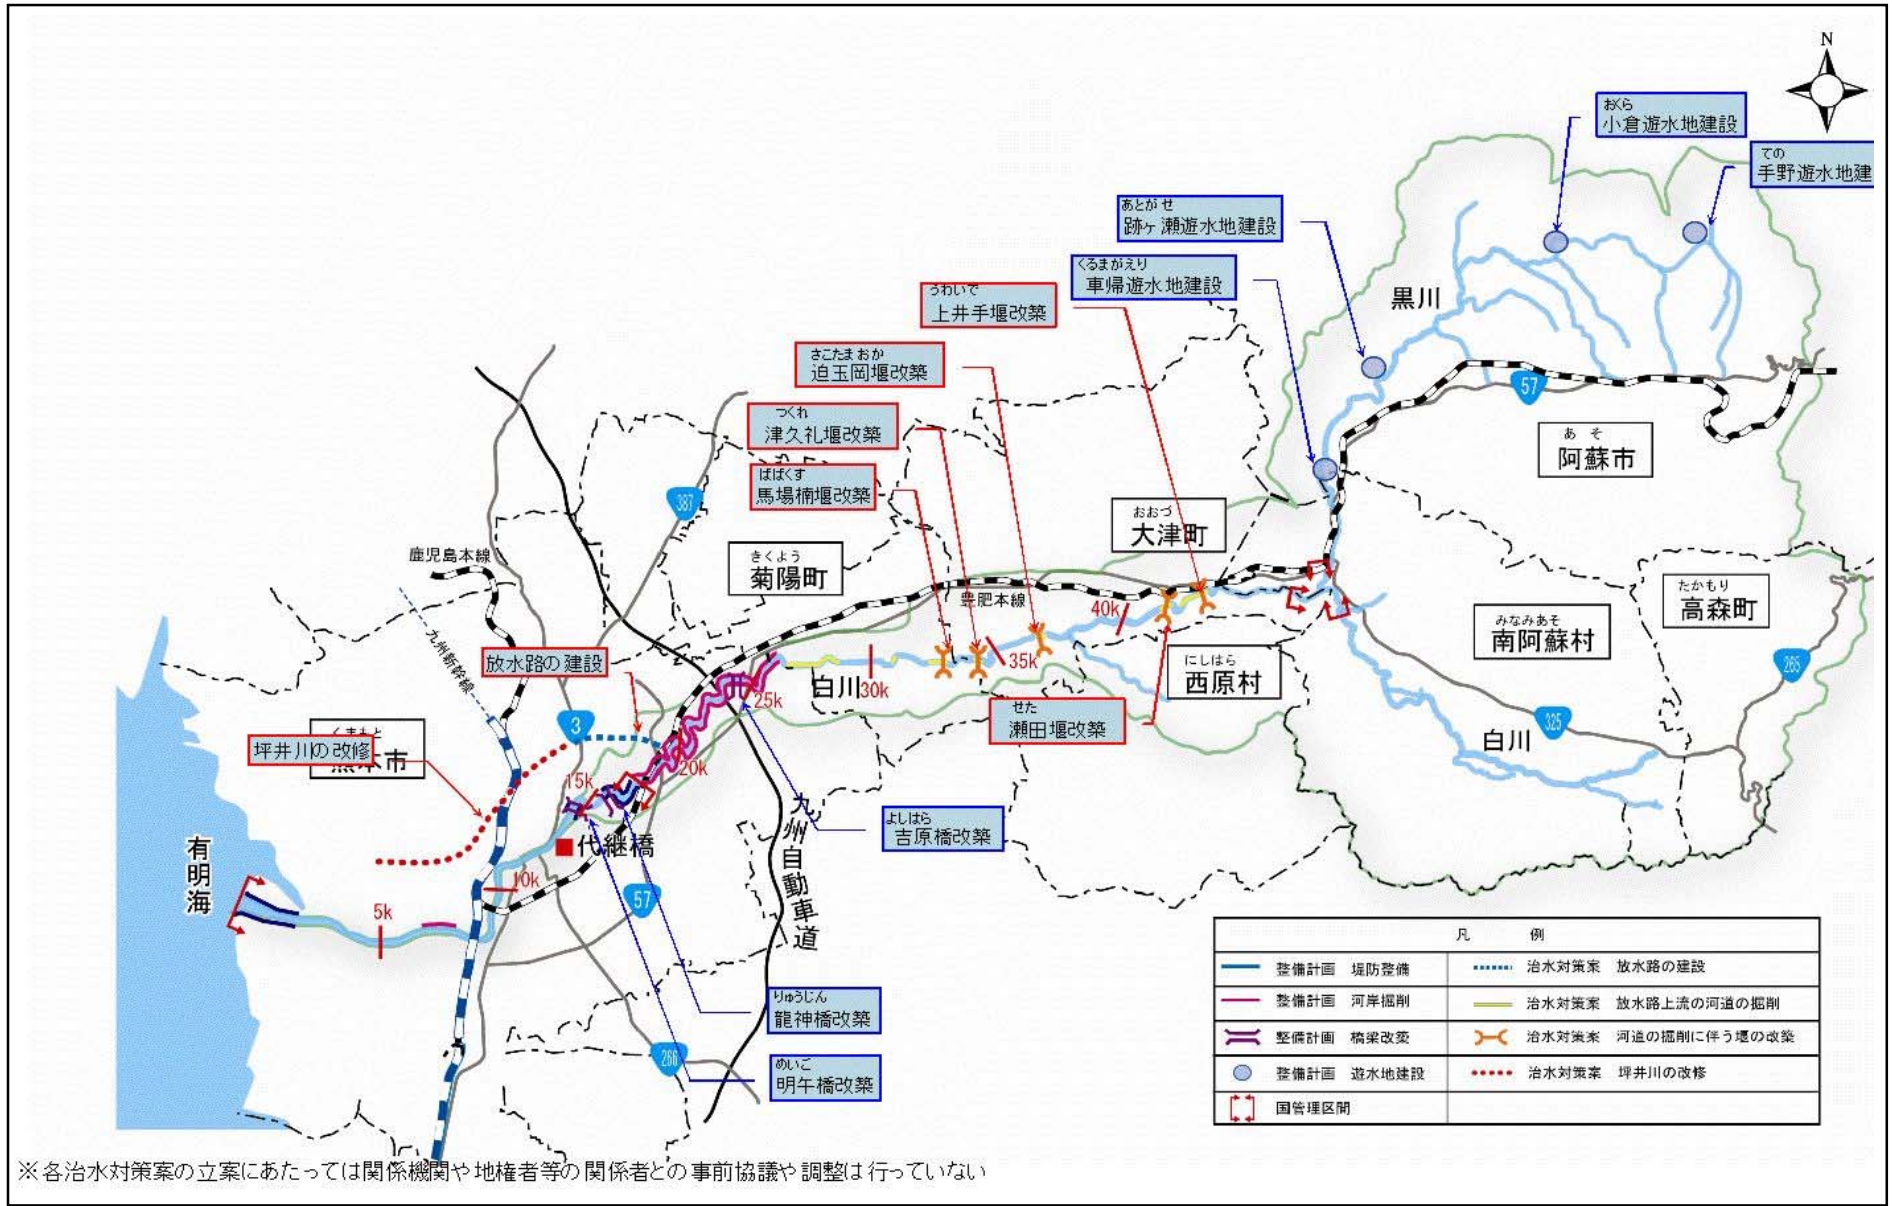 N
おくら
小倉遊水地建設
ての
手野遊水地建
あとがせ
跡ヶ瀬遊水地建設
くるまがえり
車帰遊水地建設
うわいで
上井手堰改築
黒川
さこたまおか
迫玉岡堰改築
57
つくれ
津久礼堰改築
あそ
阿蘇市
ばばくす
馬場楠堰改築
387
おおづ
大津町
きくよう
菊陽町
鹿児島本線
豊肥本線
40k
たかもり
高森町
みなみあそ
南阿蘇村
九州新幹線
放水路の建設
35k
にしはら
西原村
265
白川
30k
25k
せた
瀬田堰改築
3
325
白川
坪井川の改修
市
20k
15k
よしはら
吉原橋改築
代継橋
九州自動車道
有明海
10k
57
5k
りゅうじん
龍神橋改築
266
めいご
明午橋改築
凡例
整備計画 堤防整備
治水対策案 放水路の建設
整備計画 河岸掘削
治水対策案 放水路上流の河道の掘削
整備計画 橋梁改築
治水対策案 河道の掘削に伴う堰の改築
整備計画 遊水地建設
治水対策案 坪井川の改修
国管理区間
※各治水対策案の立案にあたっては関係機関や地権者等の関係者との事前協議や調整は行っていない